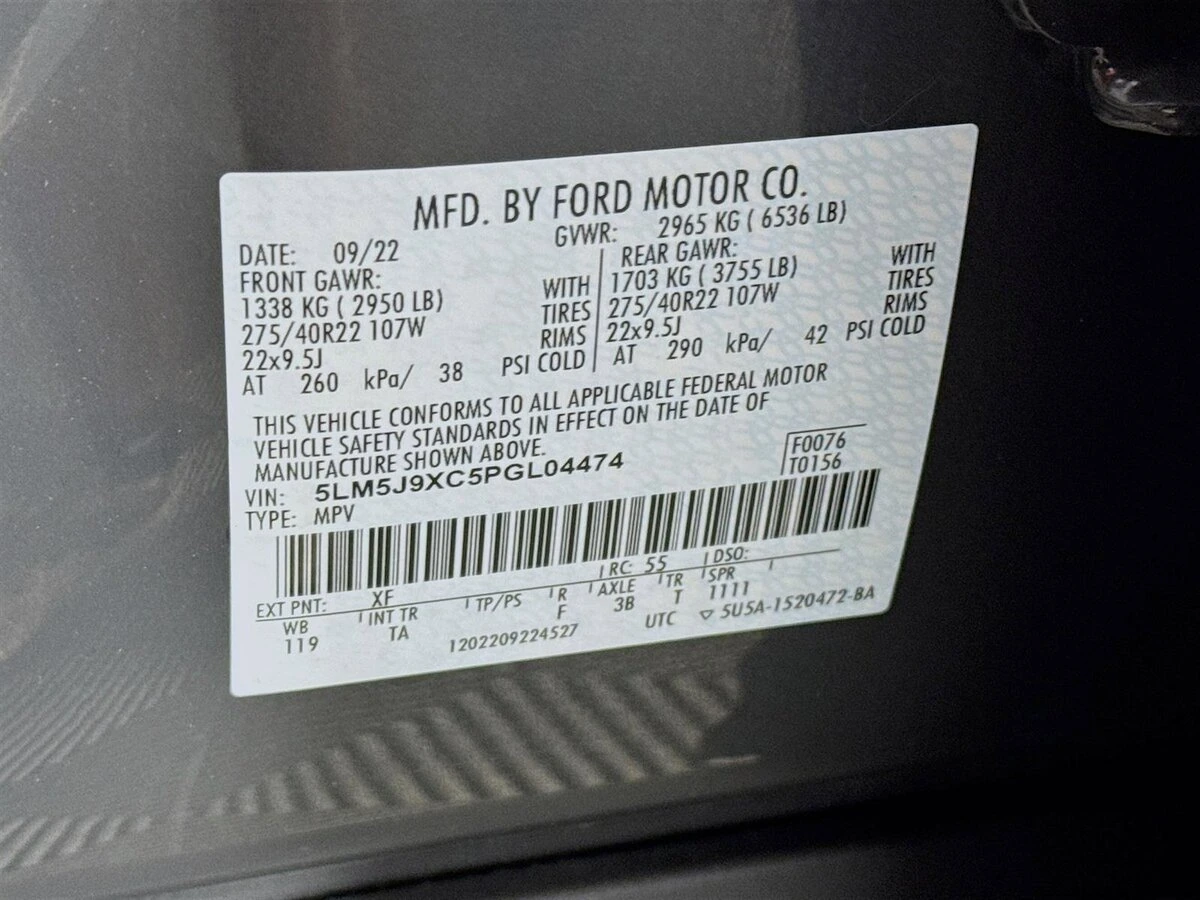 MFD. BY FORD MOTOR CO.
DATE: 09/22 GVWR: 2965 KG ( 6536 LB)
FRONT GAWR: REAR GAWR:
1338 KG ( 2950 LB) WITH 1703 KG ( 3755 LB) WITH
275/40R22 107W TIRES 275/40R22 107W TIRES
22x9.5J RIMS 22x9.5J RIMS
AT 260 kPa/ 38 PSI COLD AT 290 kPa/ 42 PSI COLD
THIS VEHICLE CONFORMS TO ALL APPLICABLE FEDERAL MOTOR
VEHICLE SAFETY STANDARDS IN EFFECT ON THE DATE OF
MANUFACTURE SHOWN ABOVE.
F0076
VIN: 5LM5J9XC5PGL04474 T0156
TYPE: MPV
EXT PNT: XF RC: 55 DSO:
WB INT TR TP/PS R AXLE TR SPR
119 TA F 3B T 1111
1202209224527 UTC ▽ 5U5A-1520472-BA